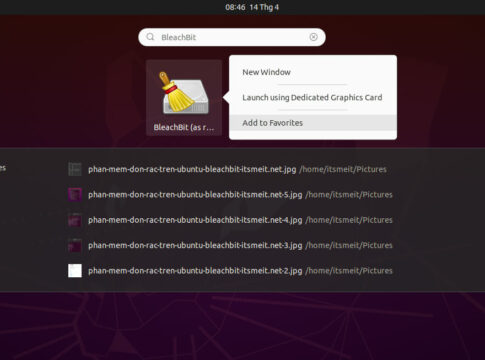 08:46 14 Thg 4
BleachBit
New Window
Launch using Dedicated Graphics Card
Add to Favorites
BleachBit (as r…
es
phan-mem-don-rac-tren-ubuntu-bleachbit-itsmeit.net.jpg /home/itsmeit/Pictures
phan-mem-don-rac-tren-ubuntu-bleachbit-itsmeit.net-5.jpg /home/itsmeit/Pictures
phan-mem-don-rac-tren-ubuntu-bleachbit-itsmeit.net-4.jpg /home/itsmeit/Pictures
phan-mem-don-rac-tren-ubuntu-bleachbit-itsmeit.net-3.jpg /home/itsmeit/Pictures
phan-mem-don-rac-tren-ubuntu-bleachbit-itsmeit.net-2.jpg /home/itsmeit/Pictures